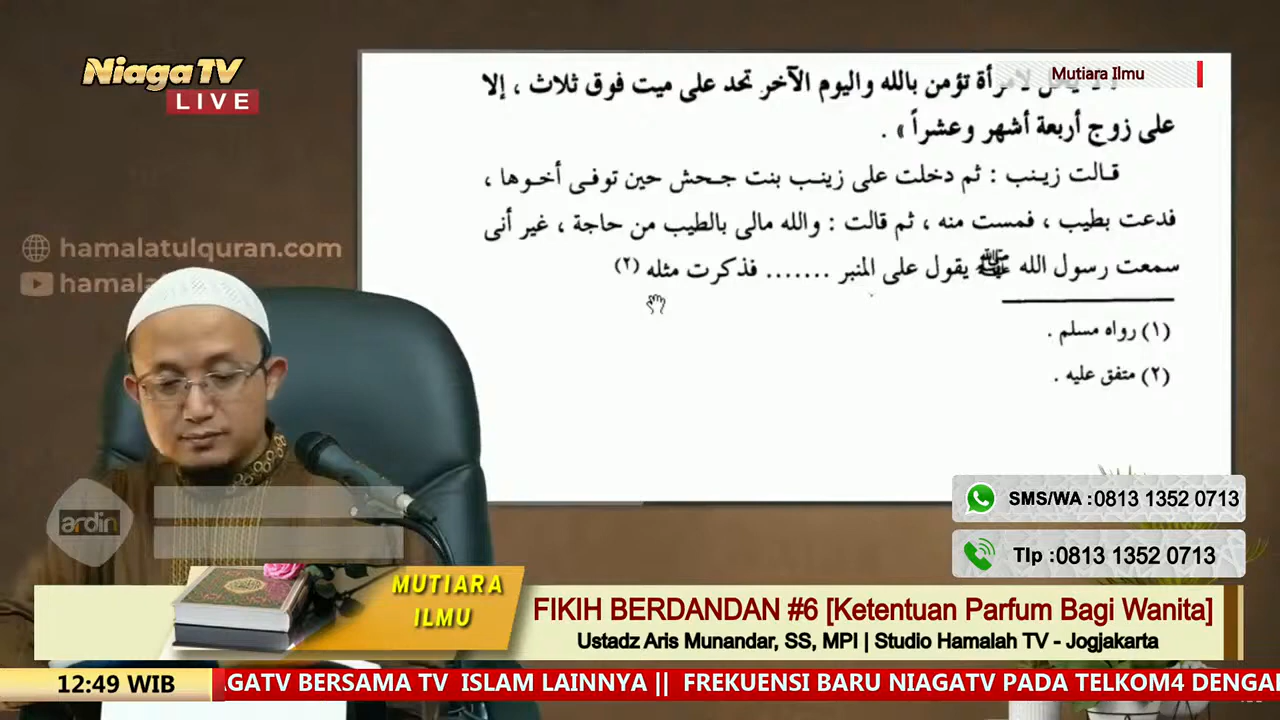 NiagaTV
LIVE
Mutiara Ilmu
لامرأة تؤمن بالله واليوم الآخر تحد على ميت فوق ثلاث ، إلا
على زوج أربعة أشهر وعشراً » .
قالت زينب : ثم دخلت على زينب بنت جحش حين توفى أخوها ،
فدعت بطيب ، فمست منه ، ثم قالت : والله مالى بالطيب من حاجة ، غير أنى
سمعت رسول الله ﷺ يقول على المنبر ....... فذكرت مثله (٢)
(١) رواه مسلم .
(٢) متفق عليه .
hamalatulquran.com
hamala
ardin
SMS/WA :0813 1352 0713
Tlp :0813 1352 0713
MUTIARA
ILMU
FIKIH BERDANDAN #6 [Ketentuan Parfum Bagi Wanita]
Ustadz Aris Munandar, SS, MPI | Studio Hamalah TV - Jogjakarta
12:49 WIB
AGATV BERSAMA TV ISLAM LAINNYA || FREKUENSI BARU NIAGATV PADA TELKOM4 DENGA